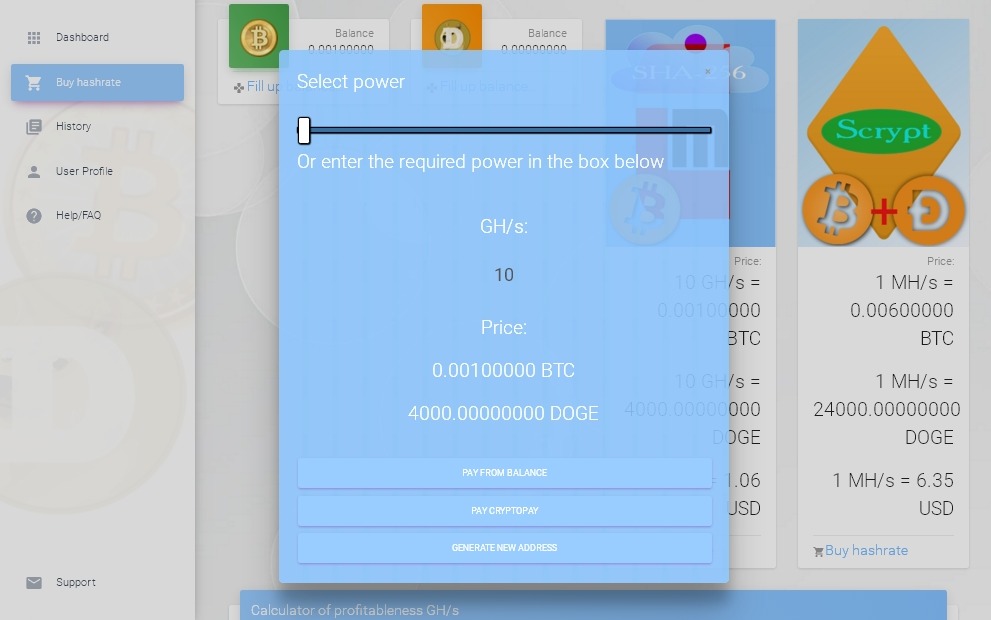 Dashboard
Buy hashrate
History
User Profile
Help/FAQ
Support
Balance
0.00100000
Fill up
Balance
0.00000000
Fill up balance...
Select power
×
Or enter the required power in the box below
GH/s:
10
Price:
0.00100000 BTC
4000.00000000 DOGE
PAY FROM BALANCE
PAY CRYPTOPAY
GENERATE NEW ADDRESS
SHA256
Price:
10 GH/s =
0.00100000
BTC
10 GH/s =
4000.00000000
DOGE
= 1.06
USD
Scrypt
Price:
1 MH/s =
0.00600000
BTC
1 MH/s =
24000.00000000
DOGE
1 MH/s = 6.35
USD
Buy hashrate
Calculator of profitableness GH/s